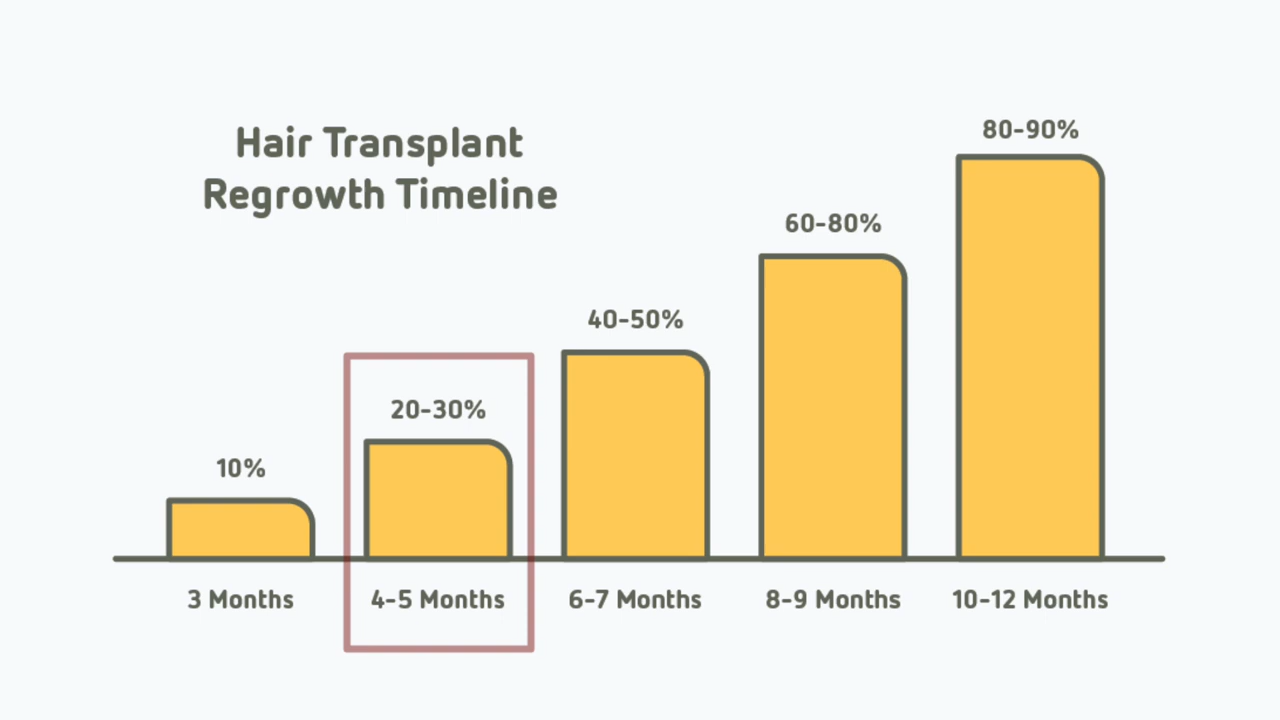 Hair Transplant
Regrowth Timeline
10%
20-30%
40-50%
60-80%
80-90%
3 Months
4-5 Months
6-7 Months
8-9 Months
10-12 Months